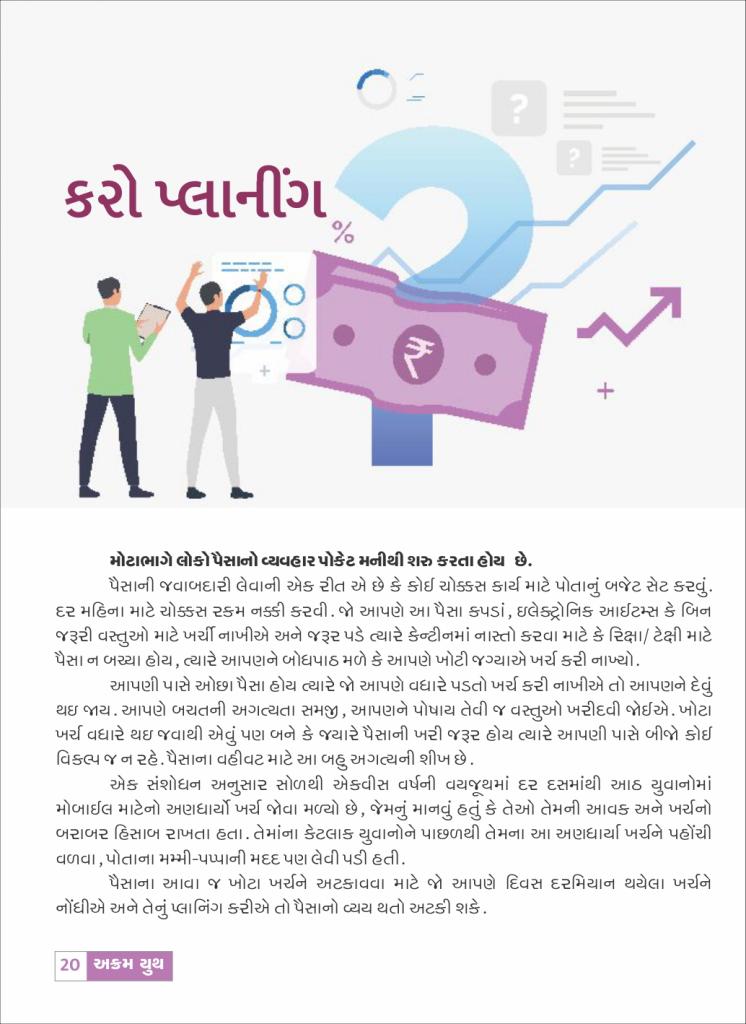 કરો પ્લાનીંગ
%
?
?
₹
મોટાભાગે લોકો પૈસાનો વ્યવહાર પોકેટ મનીથી શરુ કરતા હોય છે.
પૈસાની જવાબદારી લેવાની એક રીત એ છે કે કોઈ ચોક્કસ કાર્ય માટે પોતાનું બજેટ સેટ કરવું.
દર મહિના માટે ચોક્કસ રકમ નક્કી કરવી. જો આપણે આ પૈસા કપડાં, ઇલેક્ટ્રોનિક આઈટમ્સ કે બિન
જરૂરી વસ્તુઓ માટે ખર્ચી નાખીએ અને જરૂર પડે ત્યારે કેન્ટીનમાં નાસ્તો કરવા માટે કે રિક્ષા/ ટેક્ષી માટે
પૈસા ન બચ્યા હોય, ત્યારે આપણને બોધપાઠ મળે કે આપણે ખોટી જગ્યાએ ખર્ચ કરી નાખ્યો.
આપણી પાસે ઓછા પૈસા હોય ત્યારે જો આપણે વધારે પડતો ખર્ચ કરી નાખીએ તો આપણને દેવું
થઇ જાય. આપણે બચતની અગત્યતા સમજી, આપણને પોષાય તેવી જ વસ્તુઓ ખરીદવી જોઈએ. ખોટા
ખર્ચ વધારે થઇ જવાથી એવું પણ બને કે જ્યારે પૈસાની ખરી જરૂર હોય ત્યારે આપણી પાસે બીજો કોઈ
વિકલ્પ જ ન રહે. પૈસાના વહીવટ માટે આ બહુ અગત્યની શીખ છે.
એક સંશોધન અનુસાર સોળથી એકવીસ વર્ષની વયજૂથમાં દર દસમાંથી આઠ યુવાનોમાં
મોબાઈલ માટેનો અણધાર્યો ખર્ચ જોવા મળ્યો છે, જેમનું માનવું હતું કે તેઓ તેમની આવક અને ખર્ચનો
બરાબર હિસાબ રાખતા હતા. તેમાંના કેટલાક યુવાનોને પાછળથી તેમના આ અણધાર્યા ખર્ચને પહોંચી
વળવા, પોતાના મમ્મી-પપ્પાની મદદ પણ લેવી પડી હતી.
પૈસાના આવા જ ખોટા ખર્ચને અટકાવવા માટે જો આપણે દિવસ દરમિયાન થયેલા ખર્ચને
નોંધીએ અને તેનું પ્લાનિંગ કરીએ તો પૈસાનો વ્યય થતો અટકી શકે.
20 અક્રમ યુથ